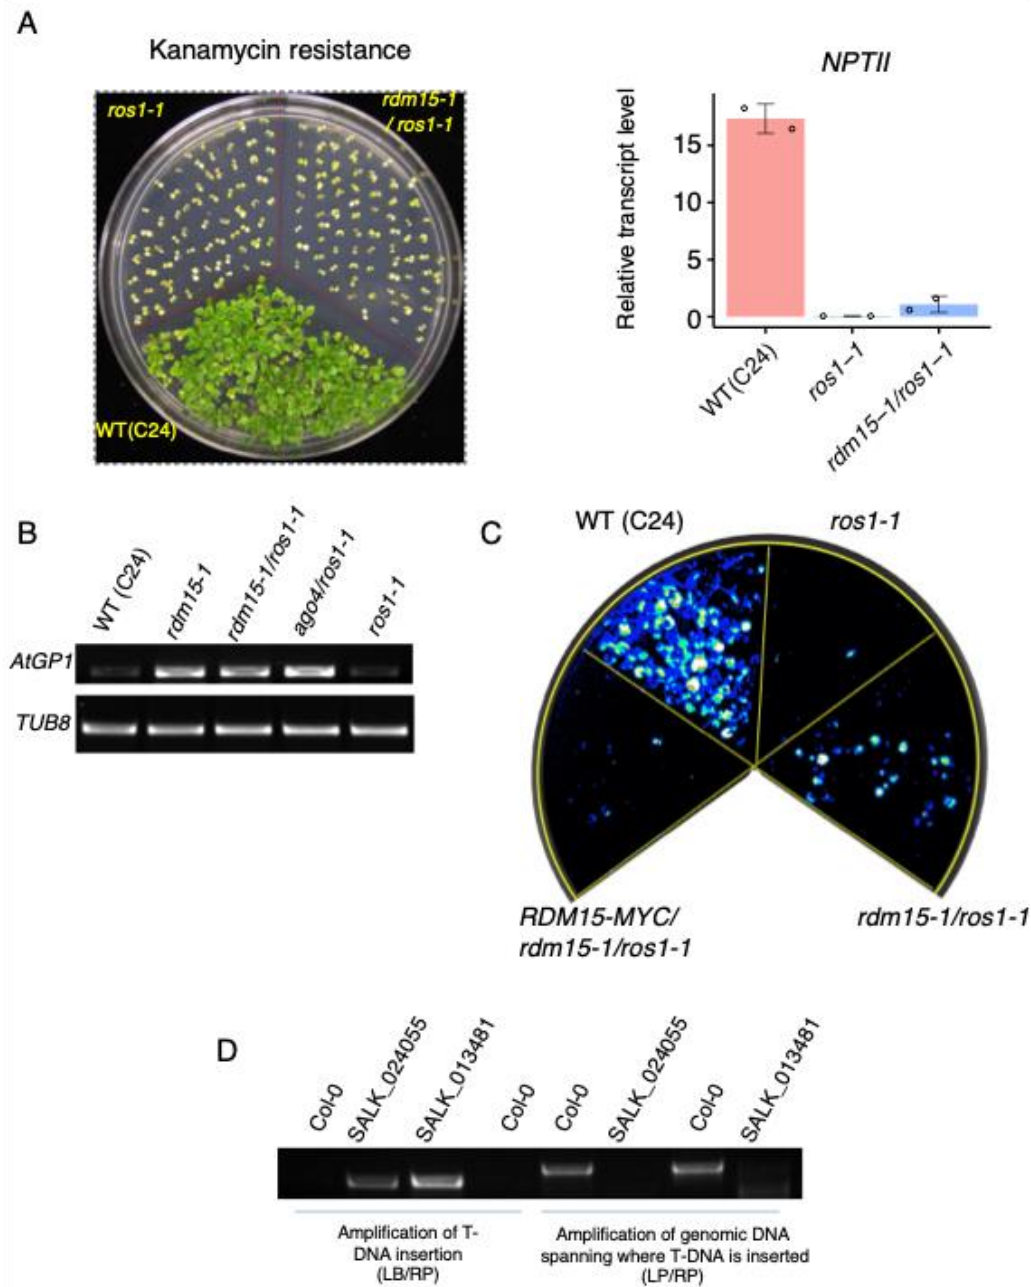 A
Kanamycin resistance
ros1-1
rdm15-1
/ ros1-1
WT(C24)
NPTII
Relative transcript level
15
10
5
0
WT(C24)
ros1–1
rdm15–1/ros1–1
B
WT (C24)
rdm15-1
rdm15-1/ros1-1
ago4/ros1-1
ros1-1
AtGP1
TUB8
C
WT (C24)
ros1-1
RDM15-MYC/
rdm15-1/ros1-1
rdm15-1/ros1-1
D
Col-0
SALK_024055
SALK_013481
Col-0
Col-0
SALK_024055
Col-0
SALK_013481
Amplification of T-
DNA insertion
(LB/RP)
Amplification of genomic DNA
spanning where T-DNA is inserted
(LP/RP)